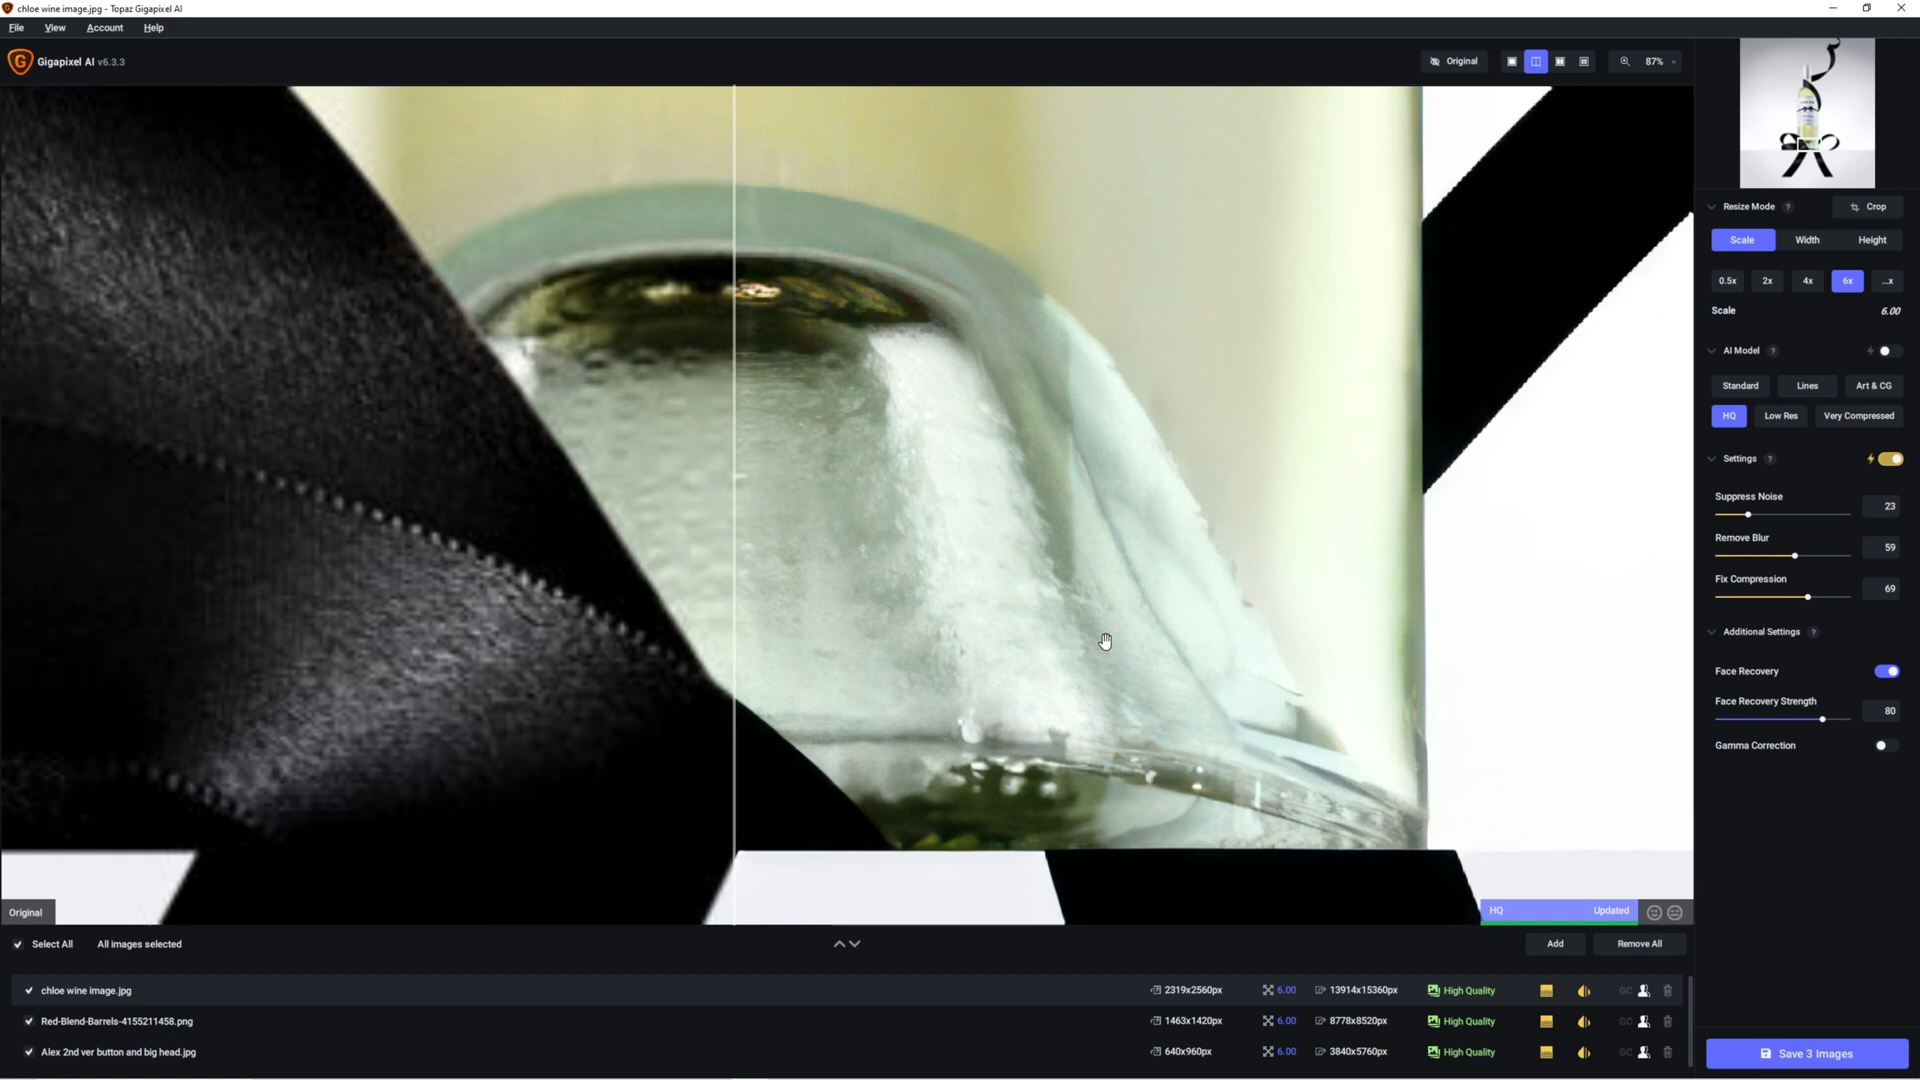 chloe wine image.jpg - Topaz Gigapixel AI
File View Account Help
Gigapixel AI v6.3.3
Original
87%
Resize Mode ? Crop
Scale Width Height
0.5x 2x 4x 6x ...x
Scale 6.00
AI Model ?
Standard Lines Art & CG
HQ Low Res Very Compressed
Settings ?
Suppress Noise 23
Remove Blur 59
Fix Compression 69
Additional Settings ?
Face Recovery
Face Recovery Strength 80
Gamma Correction
Original
HQ Updated
Select All All images selected Add Remove All
chloe wine image.jpg 2319x2560px 6.00 13914x15360px High Quality GC
Red-Blend-Barrels-4155211458.png 1463x1420px 6.00 8778x8520px High Quality GC
Alex 2nd ver button and big head.jpg 640x960px 6.00 3840x5760px High Quality GC
Save 3 Images